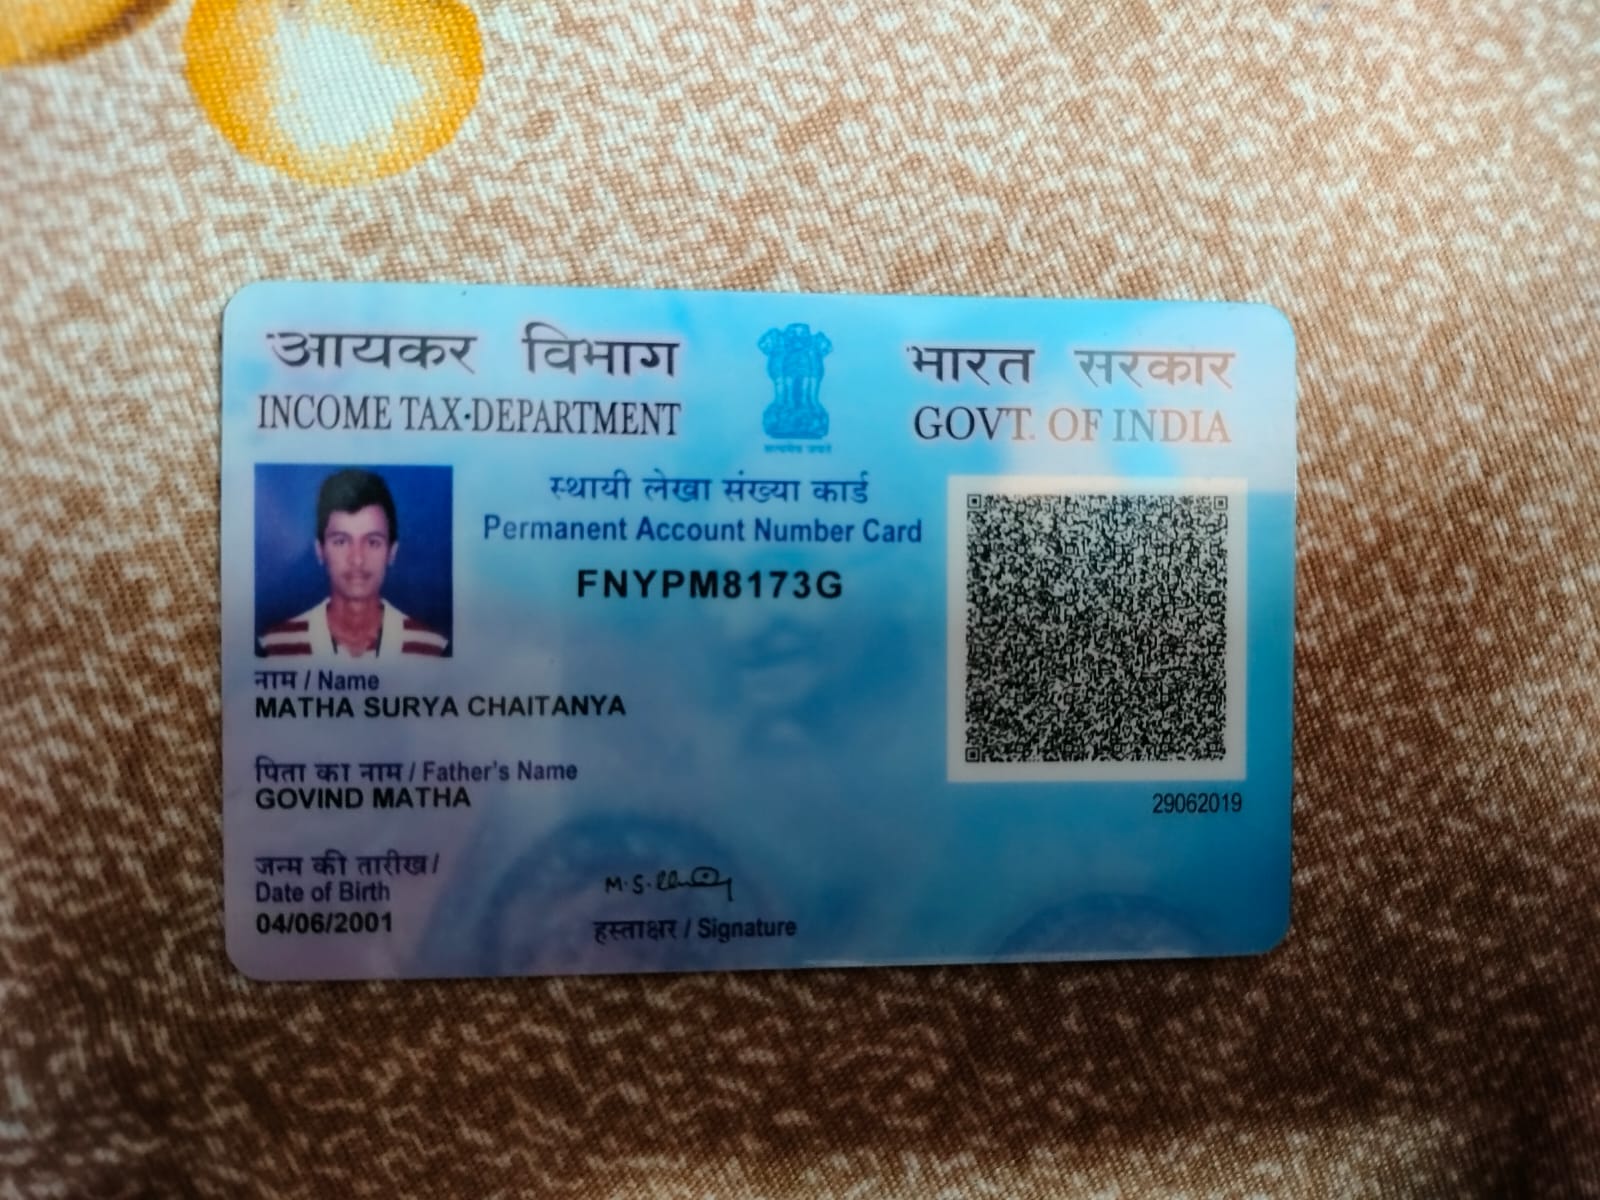 आयकर विभाग
INCOME TAX DEPARTMENT
भारत सरकार
GOVT. OF INDIA
सत्यमेव जयते
स्थायी लेखा संख्या कार्ड
Permanent Account Number Card
FNYPM8173G
नाम / Name
MATHA SURYA CHAITANYA
पिता का नाम / Father's Name
GOVIND MATHA
29062019
जन्म की तारीख /
Date of Birth
04/06/2001
M.S.
हस्ताक्षर / Signature